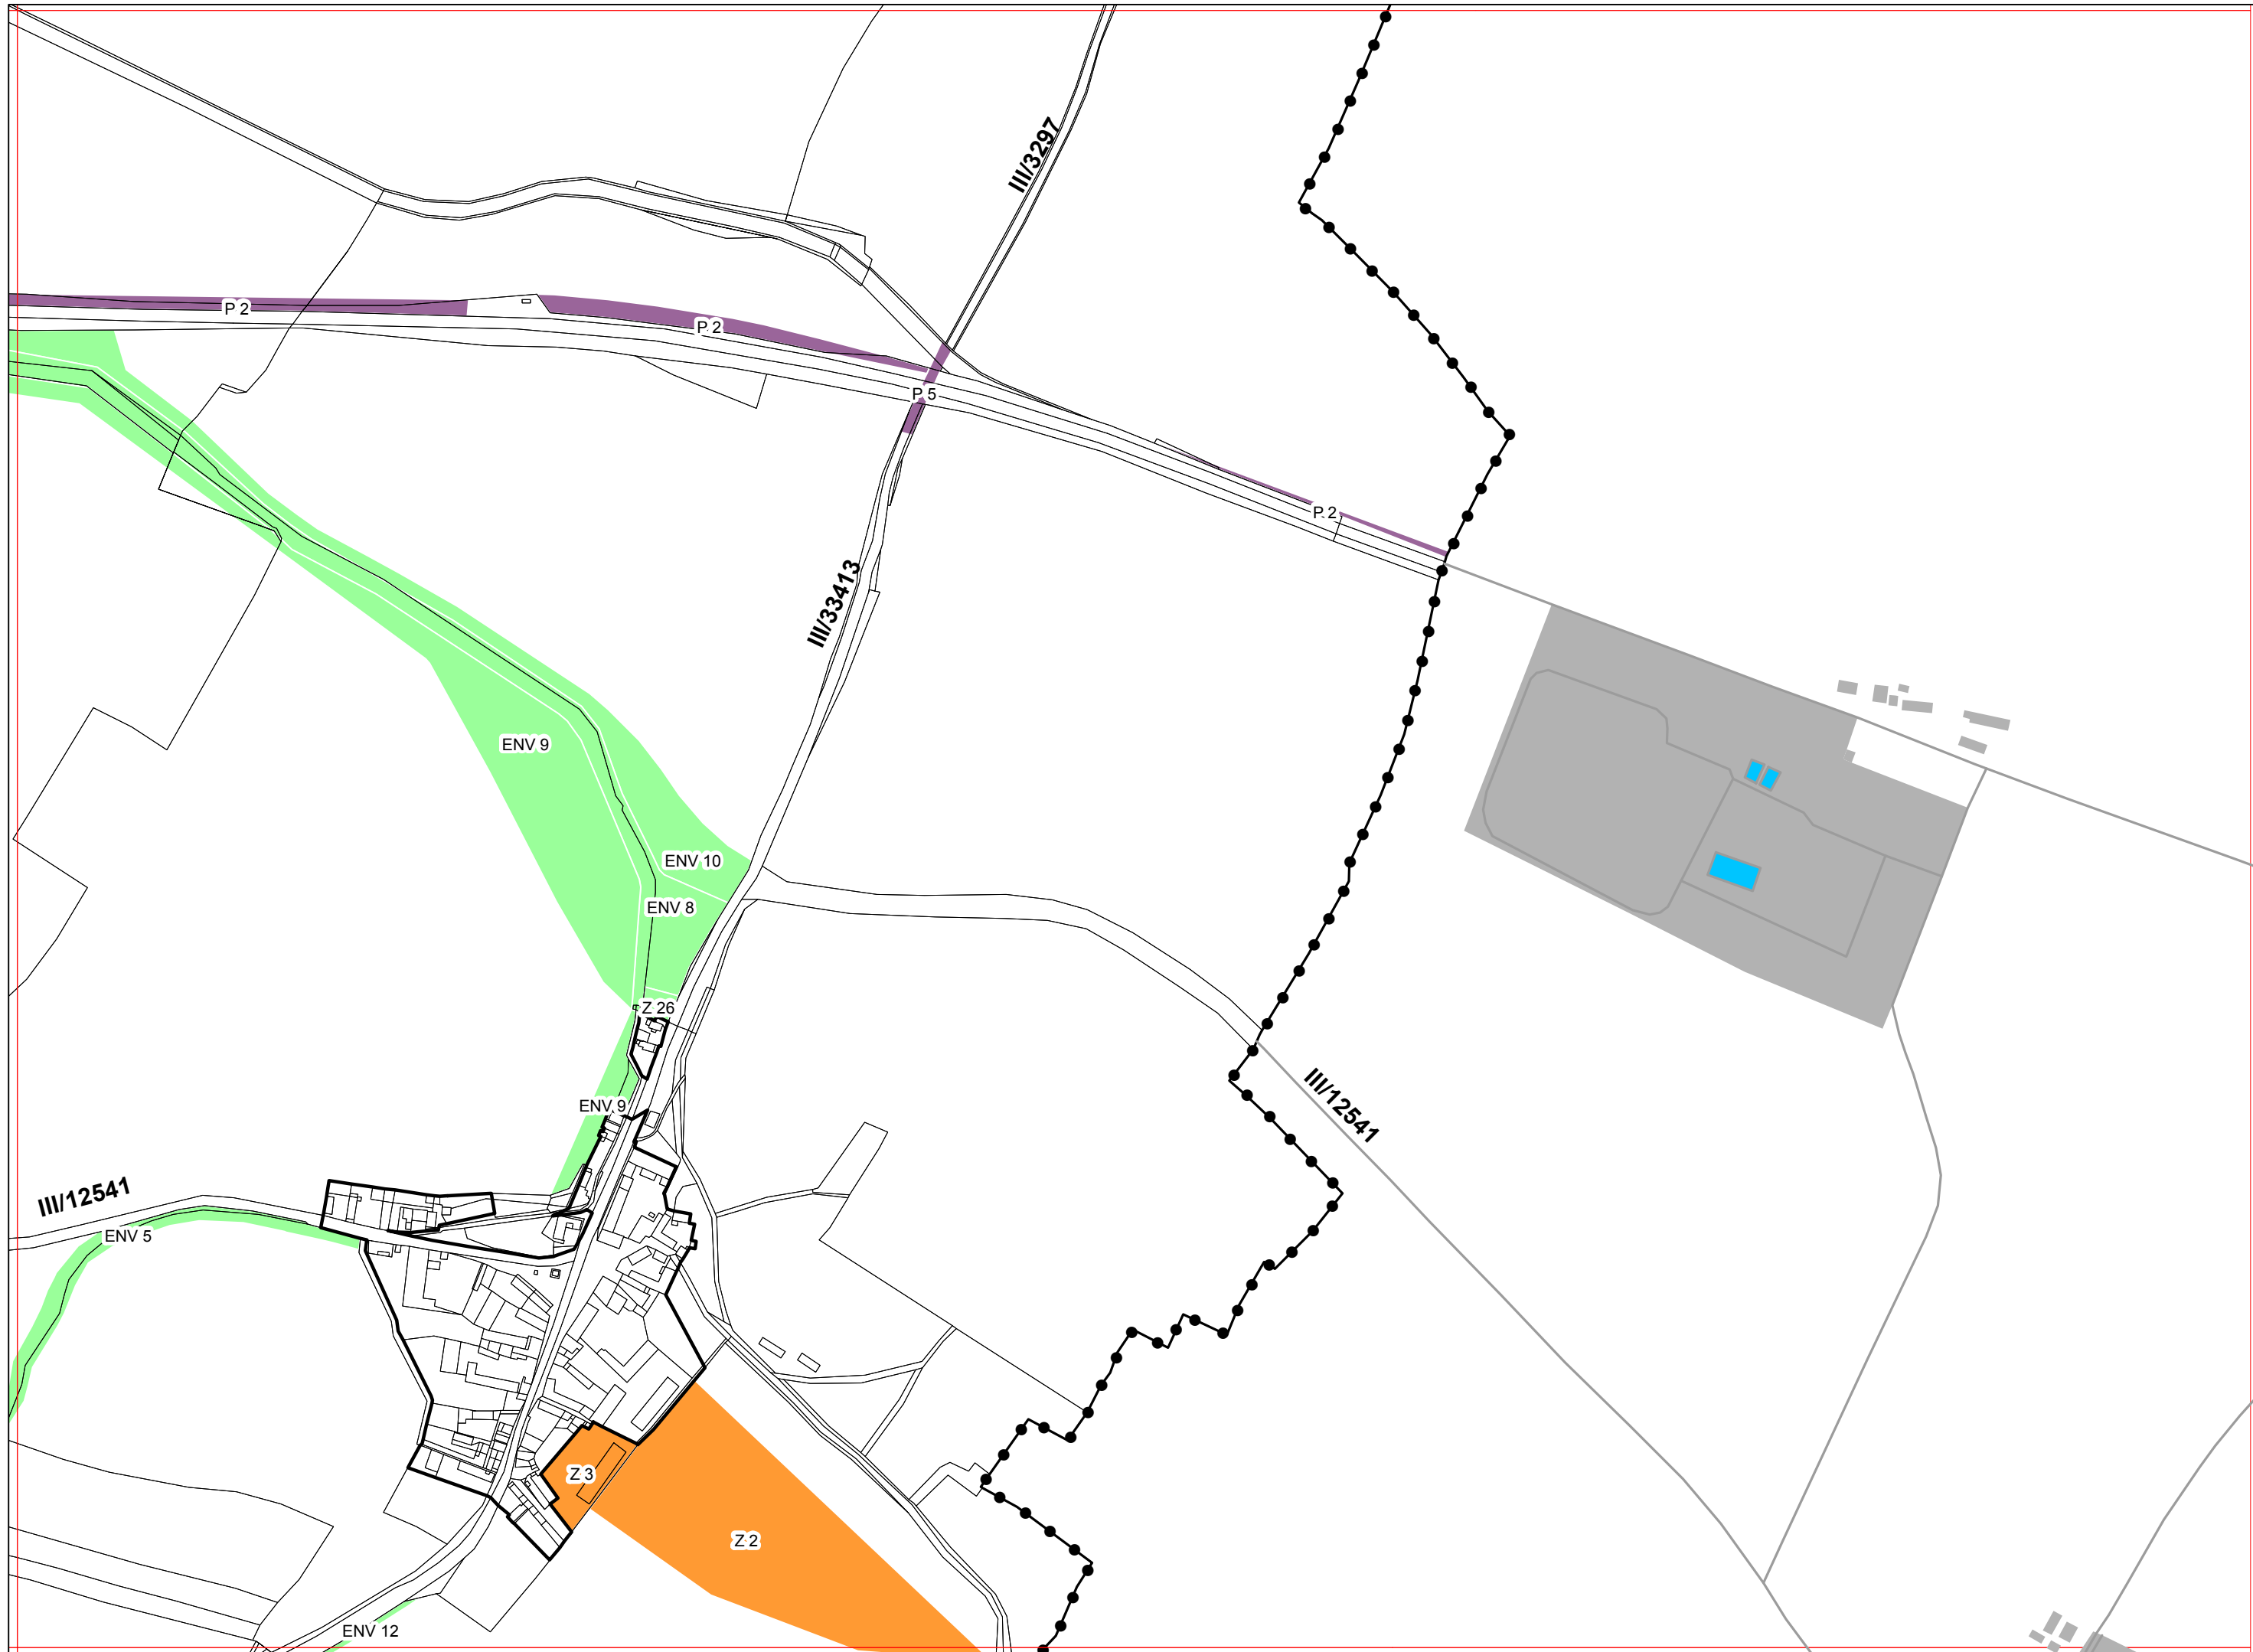 III/3297
P 2
P 2
P 5
P 2
III/33413
ENV 9
ENV 10
ENV 8
Z 26
ENV 9
III/12541
III/12541
ENV 5
Z 3
Z 2
ENV 12